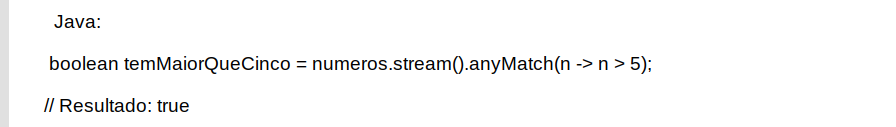 Java:
boolean temMaiorQueCinco = numeros.stream().anyMatch(n -> n > 5);
// Resultado: true